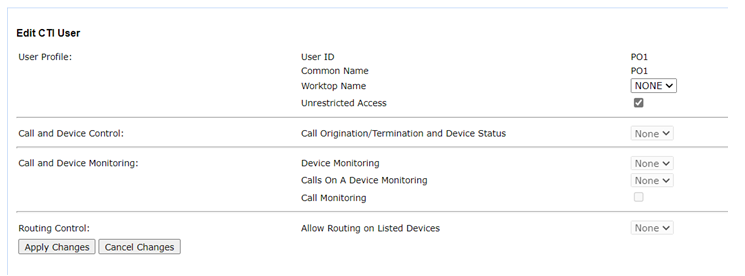 Edit CTI User
User Profile: User ID PO1
Common Name PO1
Worktop Name NONE
Unrestricted Access
Call and Device Control: Call Origination/Termination and Device Status None
Call and Device Monitoring: Device Monitoring None
Calls On A Device Monitoring None
Call Monitoring
Routing Control: Allow Routing on Listed Devices None
Apply Changes Cancel Changes